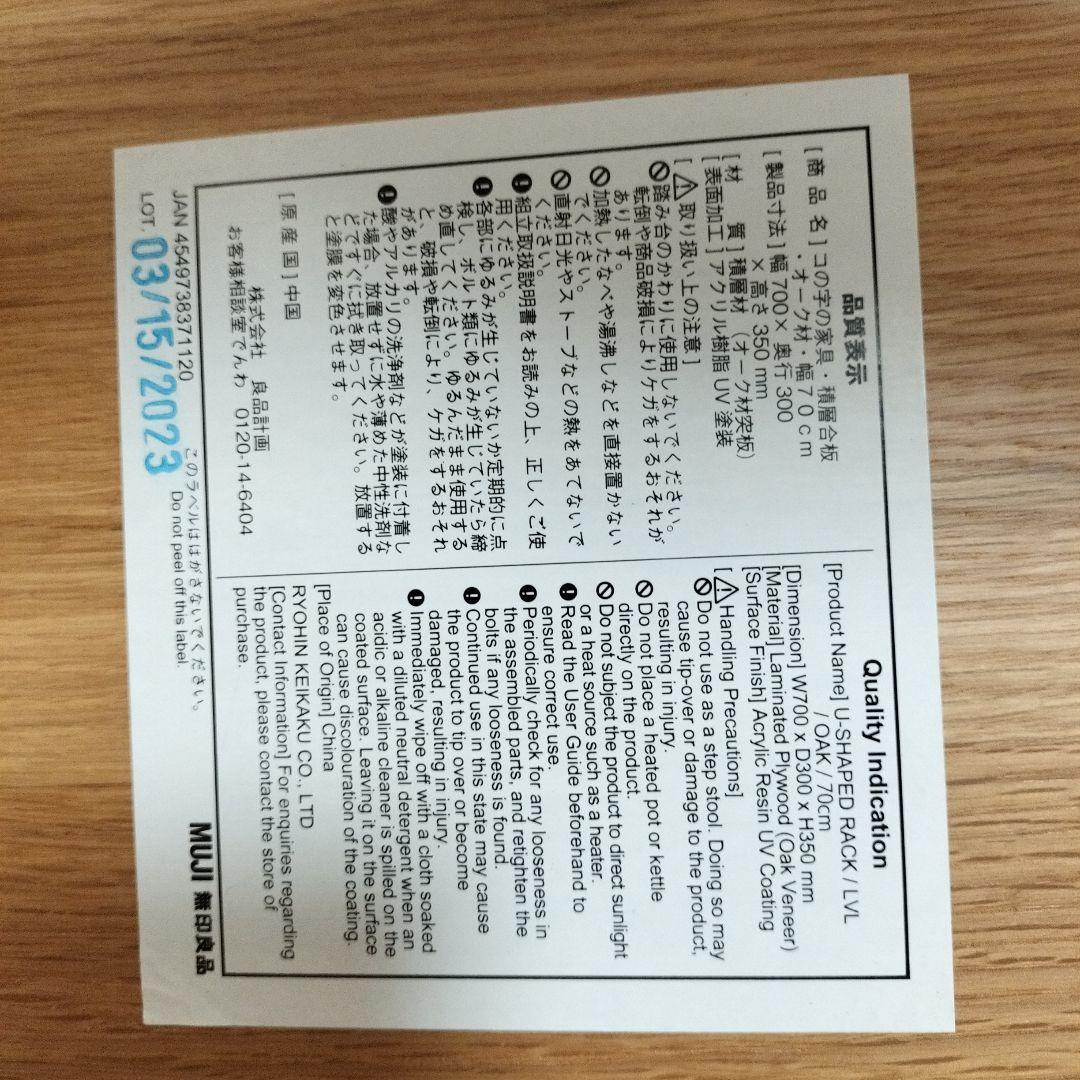 品質表示
[ 商 品 名 ] コの字の家具・積層合板
・オーク材・幅７０ｃｍ
[ 製品寸法 ] 幅 700× 奥行 300
× 高さ 350 mm
[ 材 質 ] 積層材（オーク材突板）
[ 表面加工 ] アクリル樹脂 UV 塗装
[ ⚠ 取り扱い上の注意 ]
踏み台のかわりに使用しないでください。
転倒や商品破損によりケガをするおそれが
あります。
加熱したなべや湯沸しなどを直接置かない
でください。
直射日光やストーブなどの熱をあてないで
ください。
組立取扱説明書をお読みの上、正しくご使
用ください。
各部にゆるみが生じていないか定期的に点
検し、ボルト類にゆるみが生じていたら締
め直してください。ゆるんだまま使用する
と、破損や転倒により、ケガをするおそれ
があります。
酸やアルカリの洗浄剤などが塗装に付着し
た場合、放置せずに水や薄めた中性洗剤な
どですぐに拭き取ってください。放置する
と塗膜を変色させます。
[ 原 産 国 ] 中国
株式会社 良品計画
お客様相談室でんわ 0120-14-6404
Quality Indication
[Product Name] U-SHAPED RACK / LVL
/ OAK / 70cm
[Dimension] W700 x D300 x H350 mm
[Material] Laminated Plywood (Oak Veneer)
[Surface Finish] Acrylic Resin UV Coating
[⚠Handling Precautions]
Do not use as a step stool. Doing so may
cause tip-over or damage to the product,
resulting in injury.
Do not place a heated pot or kettle
directly on the product.
Do not subject the product to direct sunlight
or a heat source such as a heater.
Read the User Guide beforehand to
ensure correct use.
Periodically check for any looseness in
the assembled parts, and retighten the
bolts if any looseness is found.
Continued use in this state may cause
the product to tip over or become
damaged, resulting in injury.
Immediately wipe off with a cloth soaked
with a diluted neutral detergent when an
acidic or alkaline cleaner is spilled on the
coated surface. Leaving it on the surface
can cause discolouration of the coating.
[Place of Origin] China
RYOHIN KEIKAKU CO., LTD
[Contact Information] For enquiries regarding
the product, please contact the store of
purchase.
JAN 4549738371120
LOT. 03/15/2023
このラベルははがさないでください。
Do not peel off this label.
MUJI 無印良品